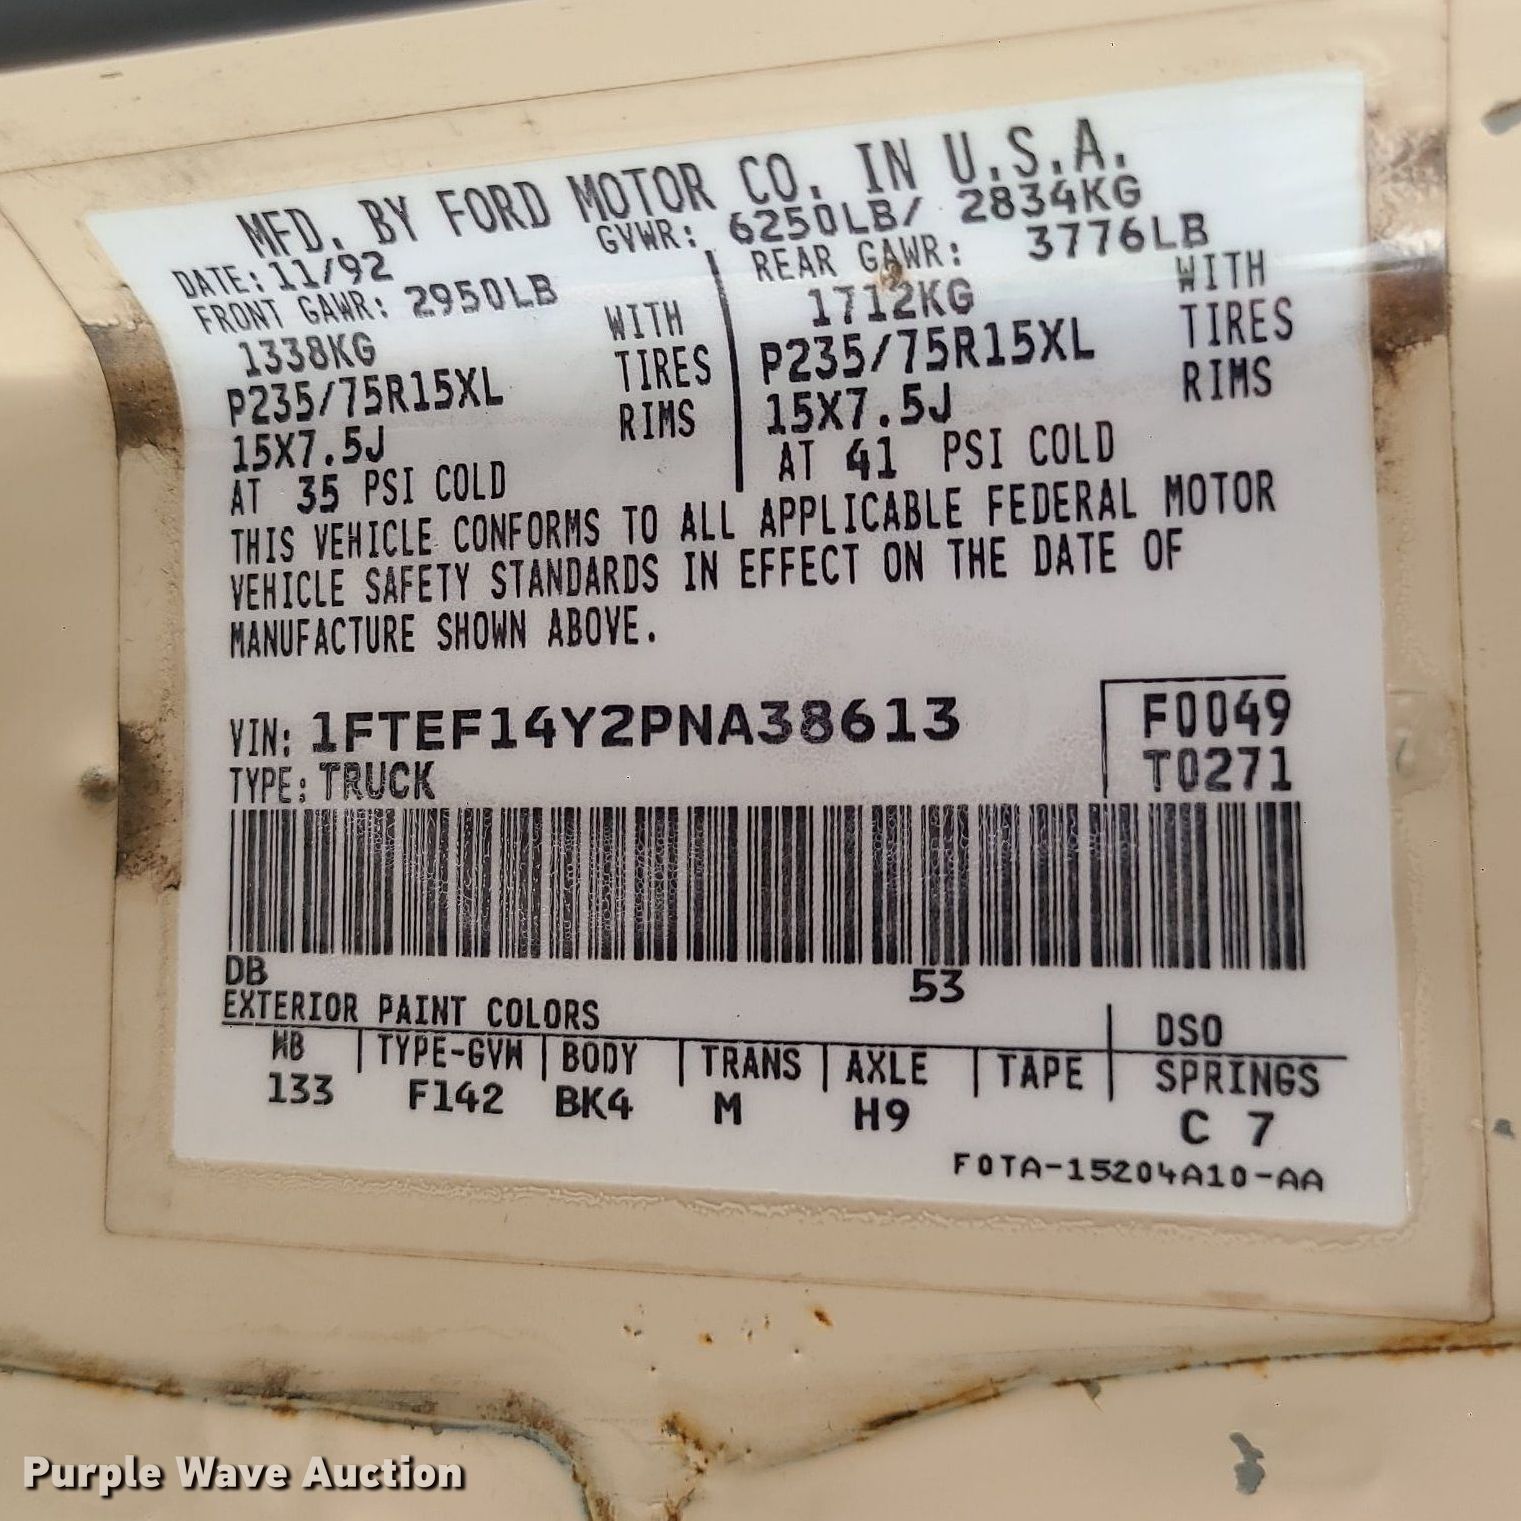 MFD. BY FORD MOTOR CO. IN U.S.A.
DATE: 11/92 GVWR: 6250LB/ 2834KG
FRONT GAWR: 2950LB REAR GAWR: 3776LB
1338KG WITH 1712KG WITH
P235/75R15XL TIRES P235/75R15XL TIRES
15X7.5J RIMS 15X7.5J RIMS
AT 35 PSI COLD AT 41 PSI COLD
THIS VEHICLE CONFORMS TO ALL APPLICABLE FEDERAL MOTOR
VEHICLE SAFETY STANDARDS IN EFFECT ON THE DATE OF
MANUFACTURE SHOWN ABOVE.
VIN: 1FTEF14Y2PNA38613 F0049
TYPE: TRUCK T0271
DB 53
EXTERIOR PAINT COLORS DSO
WB TYPE-GVW BODY TRANS AXLE TAPE SPRINGS
133 F142 BK4 M H9 C 7
F0TA-15204A10-AA
Purple Wave Auction